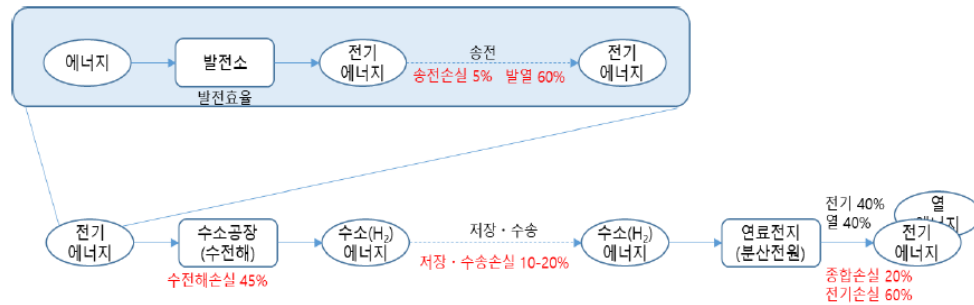 에너지
발전소
발전효율
전기
에너지
송전
송전손실 5% 발열 60%
전기
에너지
전기
에너지
수소공장
(수전해)
수전해손실 45%
수소(H₂)
에너지
저장・수송
저장・수송손실 10-20%
수소(H₂)
에너지
연료전지
(분산전원)
전기 40%
열 40%
열
에너지
전기
에너지
종합손실 20%
전기손실 60%